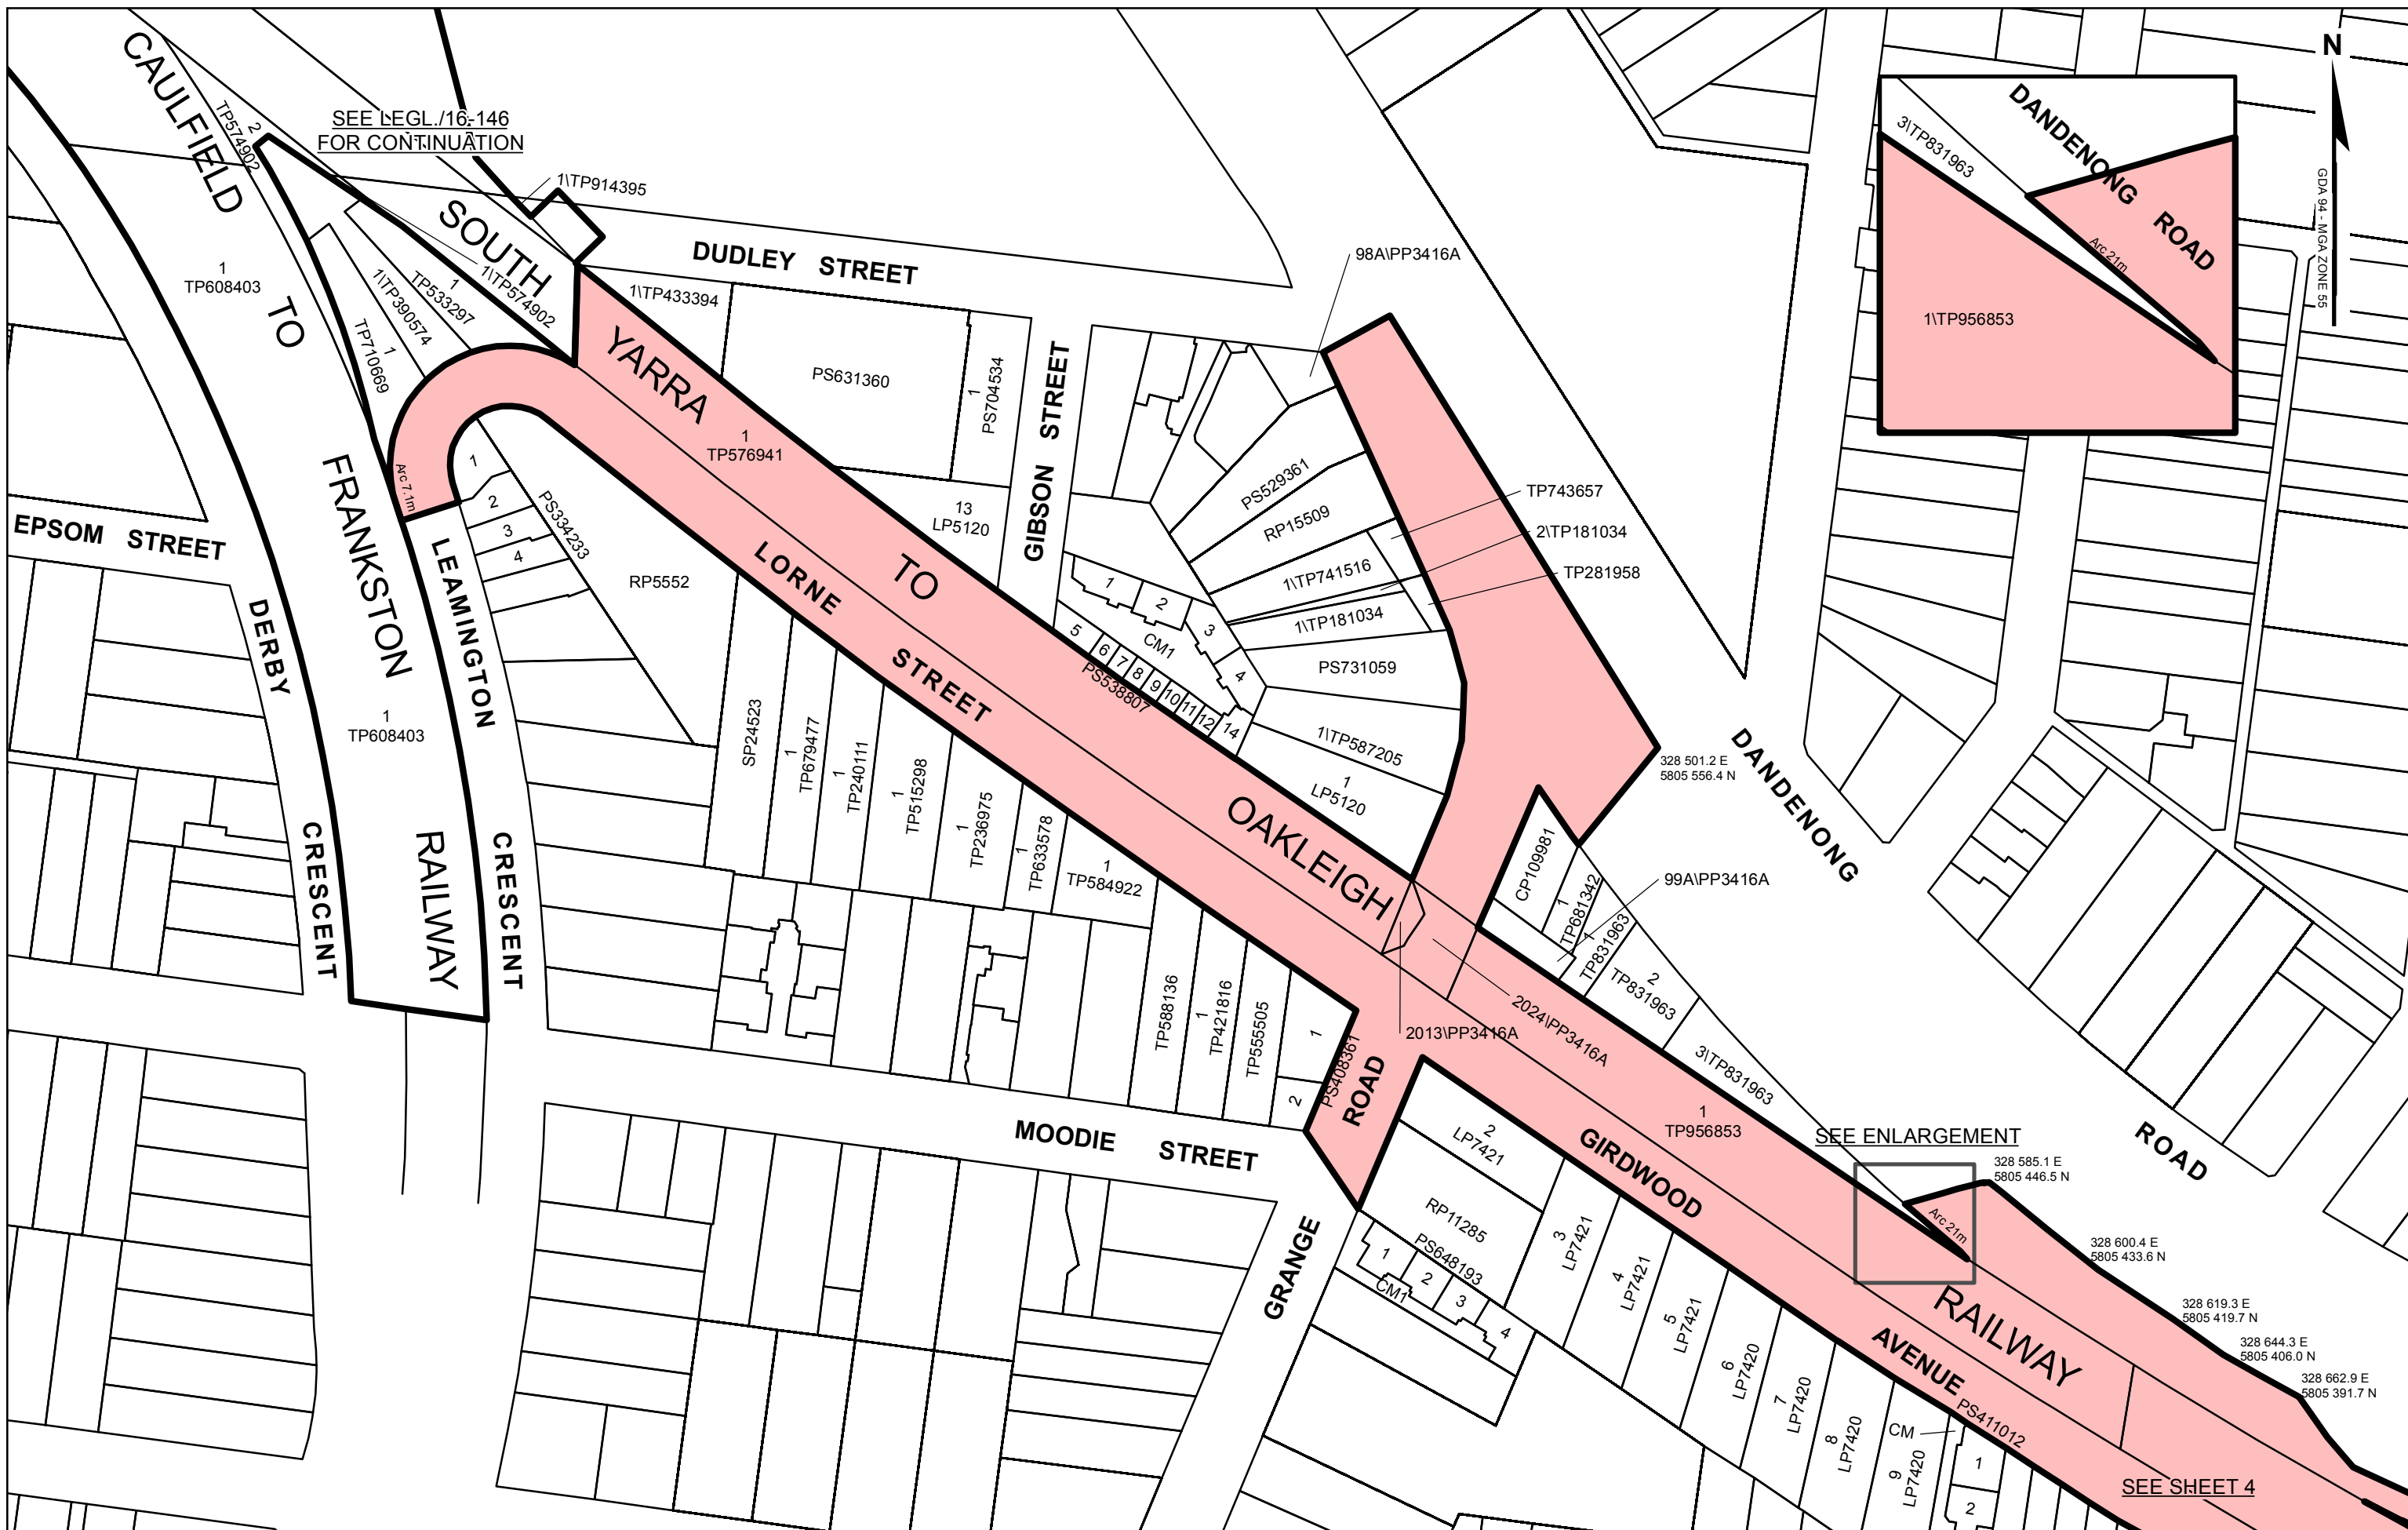 CAULFIELD
TO
FRANKSTON
RAILWAY
2
TP574902
SEE LEGL./16-146
FOR CONTINUATION
1\TP914395
SOUTH
YARRA
TO
OAKLEIGH
RAILWAY
1
TP608403
1\TP574902
1
TP533297
1\TP390574
1
TP710669
Arc 7.1m
DUDLEY STREET
1\TP433394
PS631360
1
PS704534
1
TP576941
13
LP5120
GIBSON STREET
98A\PP3416A
PS529361
RP15509
TP743657
2\TP181034
TP281958
1\TP741516
1\TP181034
PS731059
1\TP587205
1
LP5120
1
2
3
4
CM1
5
6
7
8
9
10
11
12
14
PS538807
EPSOM STREET
DERBY
CRESCENT
1
TP608403
LEAMINGTON
CRESCENT
1
2
3
4
PS334233
RP5552
LORNE
STREET
SP24523
1
TP679477
1
TP240111
1
TP515298
1
TP236975
1
TP633578
1
TP584922
TP588136
1
TP421816
TP555505
1
2
PS408361
ROAD
GRANGE
MOODIE STREET
CP109981
1
TP681342
99A\PP3416A
1
TP831963
2
TP831963
3\TP831963
2024\PP3416A
2013\PP3416A
1
TP956853
328 501.2 E
5805 556.4 N
DANDENONG
ROAD
SEE ENLARGEMENT
Arc 21m
328 585.1 E
5805 446.5 N
328 600.4 E
5805 433.6 N
328 619.3 E
5805 419.7 N
328 644.3 E
5805 406.0 N
328 662.9 E
5805 391.7 N
GIRDWOOD
AVENUE
2
LP7421
RP11285
PS648193
1
2
3
4
CM1
3
LP7421
4
LP7421
5
LP7421
6
LP7420
7
LP7420
8
LP7420
9
LP7420
CM
PS411012
1
2
SEE SHEET 4
DANDENONG
ROAD
3\TP831963
Arc 21m
1\TP956853
N
GDA 94 - MGA ZONE 55